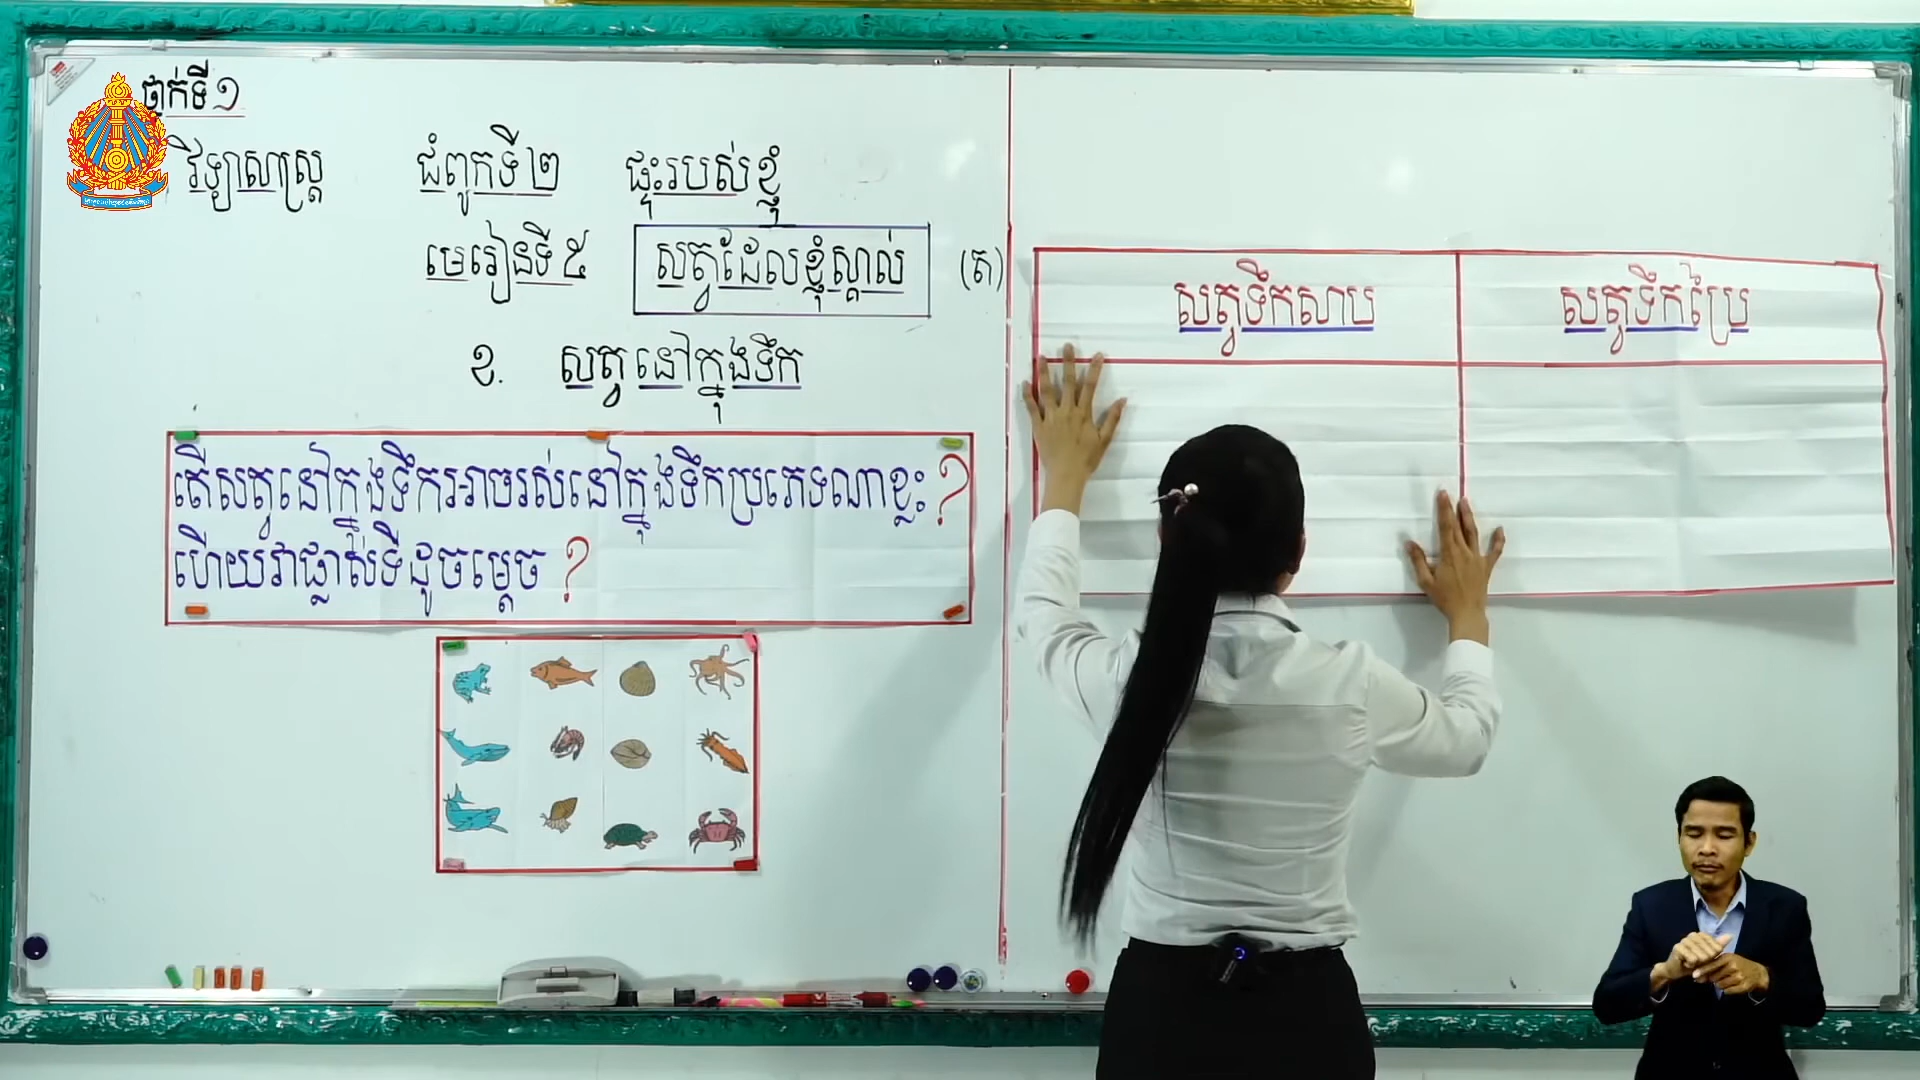 ថ្នាក់ទី១
វិទ្យាសាស្ត្រ ជំពូកទី២ ផ្ទះរបស់ខ្ញុំ
មេរៀនទី៥ សត្វដែលខ្ញុំស្គាល់ (ត)
ខ. សត្វនៅក្នុងទឹក
តើសត្វនៅក្នុងទឹកអាចរស់នៅក្នុងទឹកប្រភេទណាខ្លះ?
ហើយវាផ្លាស់ទីដូចម្តេច?
សត្វទឹកសាប សត្វទឹកប្រៃ